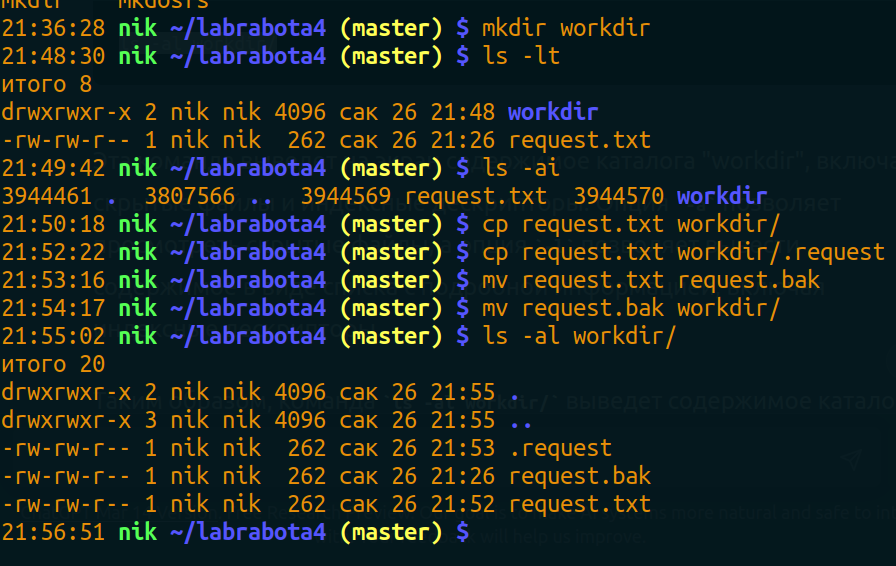 mkdir mkdosfs
21:36:28 nik ~/labrabota4 (master) $ mkdir workdir
21:48:30 nik ~/labrabota4 (master) $ ls -lt
итого 8
drwxrwxr-x 2 nik nik 4096 сак 26 21:48 workdir
-rw-rw-r-- 1 nik nik  262 сак 26 21:26 request.txt
21:49:42 nik ~/labrabota4 (master) $ ls -ai
3944461 .  3807566 ..  3944569 request.txt  3944570 workdir
21:50:18 nik ~/labrabota4 (master) $ cp request.txt workdir/
21:52:22 nik ~/labrabota4 (master) $ cp request.txt workdir/.request
21:53:16 nik ~/labrabota4 (master) $ mv request.txt request.bak
21:54:17 nik ~/labrabota4 (master) $ mv request.bak workdir/
21:55:02 nik ~/labrabota4 (master) $ ls -al workdir/
итого 20
drwxrwxr-x 2 nik nik 4096 сак 26 21:55 .
drwxrwxr-x 3 nik nik 4096 сак 26 21:55 ..
-rw-rw-r-- 1 nik nik  262 сак 26 21:53 .request
-rw-rw-r-- 1 nik nik  262 сак 26 21:26 request.bak
-rw-rw-r-- 1 nik nik  262 сак 26 21:52 request.txt
21:56:51 nik ~/labrabota4 (master) $